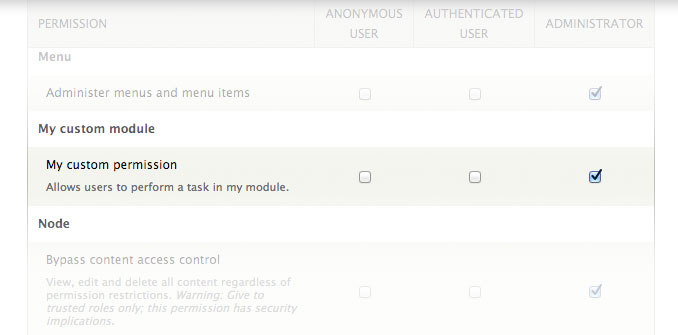 PERMISSION
ANONYMOUS
USER
AUTHENTICATED
USER
ADMINISTRATOR
Menu
Administer menus and menu items
My custom module
My custom permission
Allows users to perform a task in my module.
Node
Bypass content access control
View, edit and delete all content regardless of
permission restrictions. Warning: Give to
trusted roles only; this permission has security
implications.